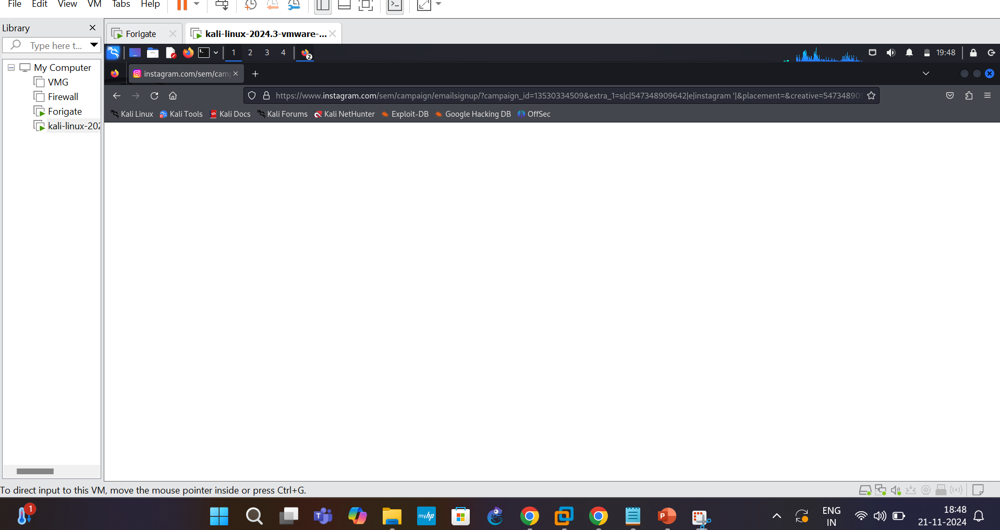 File Edit View VM Tabs Help
Library
Type here t...
My Computer
VMG
Firewall
Forigate
kali-linux-202
Forigate
kali-linux-2024.3-vmware-...
1 2 3 4 2
19:48
instagram.com/sem/camp
https://www.instagram.com/sem/campaign/emailsignup/?campaign_id=13530334509&extra_1=s|c|547348909642|e|instagram '|&placement=&creative=547348909
Kali Linux Kali Tools Kali Docs Kali Forums Kali NetHunter Exploit-DB Google Hacking DB OffSec
To direct input to this VM, move the mouse pointer inside or press Ctrl+G.
1
myhp
ENG
IN
18:48
21-11-2024